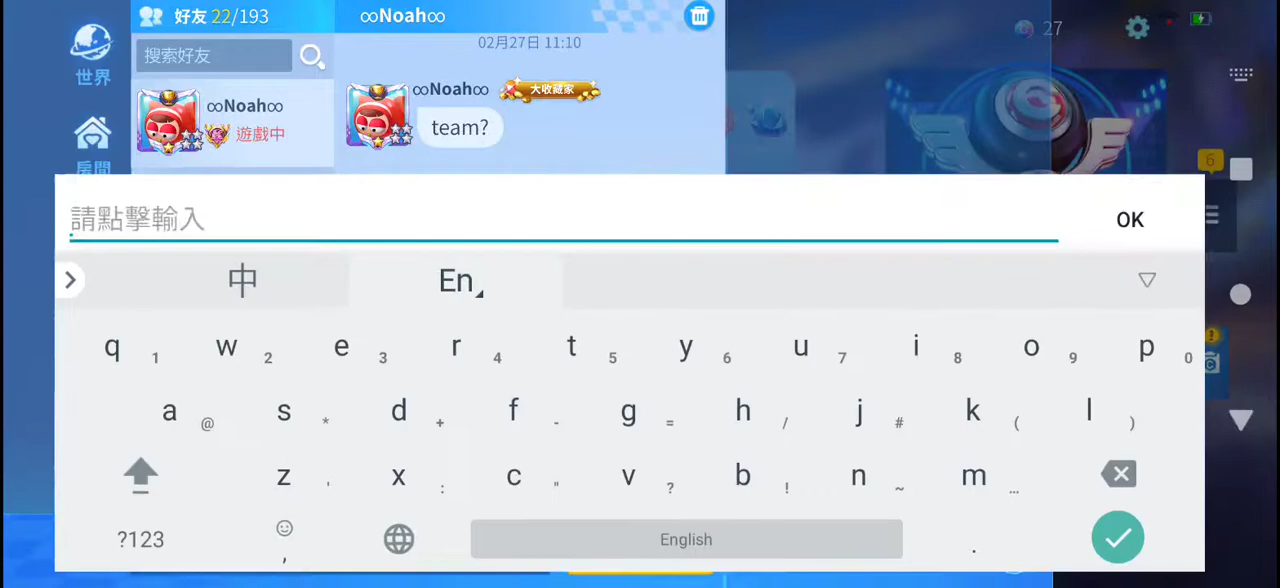 世界
房間
好友 22/193
搜索好友
∞Noah∞
遊戲中
∞Noah∞
02月27日 11:10
∞Noah∞ 大收藏家
team?
27
6
請點擊輸入
OK
中 En
q 1 w 2 e 3 r 4 t 5 y 6 u 7 i 8 o 9 p 0
a @ s * d + f - g = h / j # k ( l )
z ' x : c " v ? b ! n ~ m …
?123 , English .